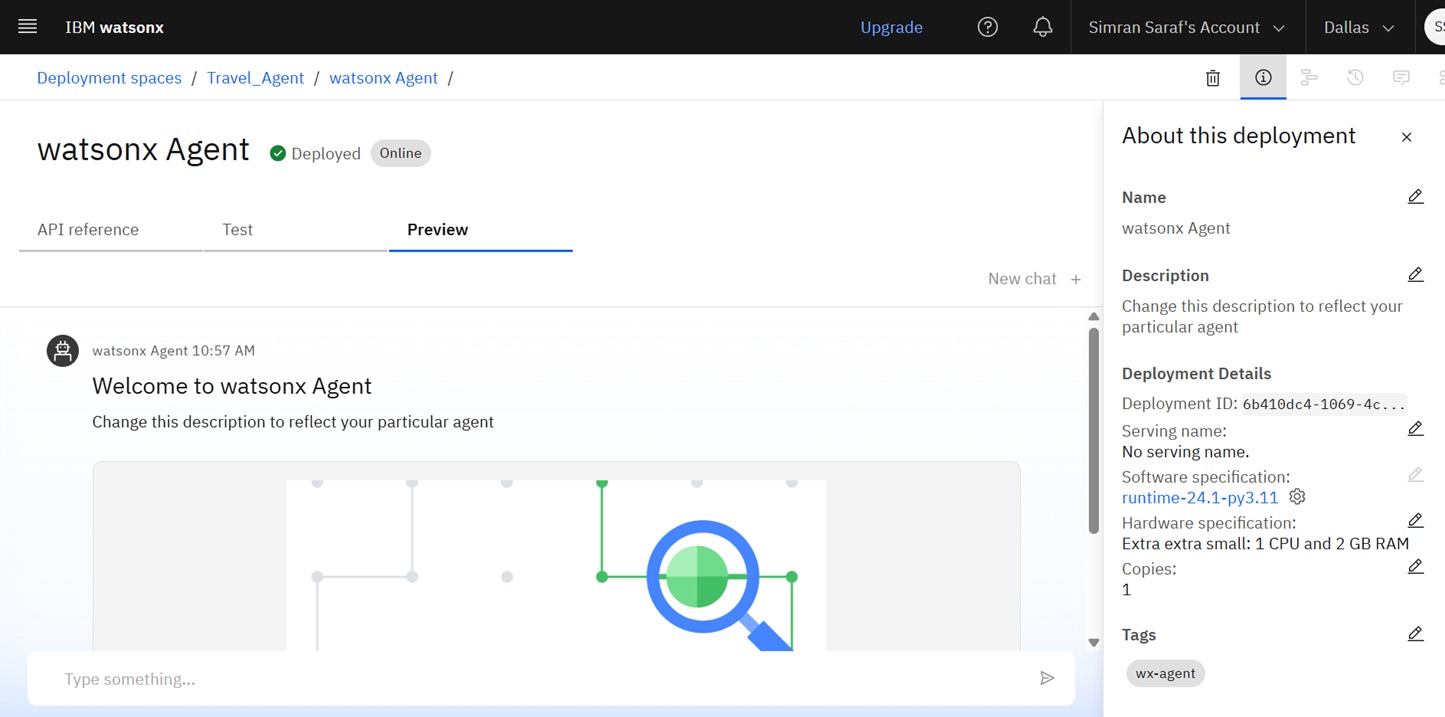 IBM watsonx
Upgrade
Simran Saraf's Account
Dallas
Deployment spaces / Travel_Agent / watsonx Agent /
watsonx Agent
Deployed
Online
API reference
Test
Preview
New chat +
watsonx Agent 10:57 AM
Welcome to watsonx Agent
Change this description to reflect your particular agent
Type something...
About this deployment
Name
watsonx Agent
Description
Change this description to reflect your
particular agent
Deployment Details
Deployment ID: 6b410dc4-1069-4c...
Serving name:
No serving name.
Software specification:
runtime-24.1-py3.11
Hardware specification:
Extra extra small: 1 CPU and 2 GB RAM
Copies:
1
Tags
wx-agent